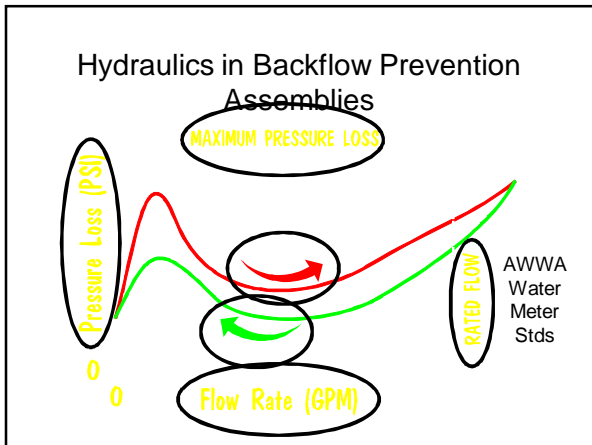 Hydraulics in Backflow Prevention
Assemblies
MAXIMUM PRESSURE LOSS
Pressure Loss (PSI)
RATED FLOW
AWWA
Water
Meter
Stds
0
0
Flow Rate (GPM)